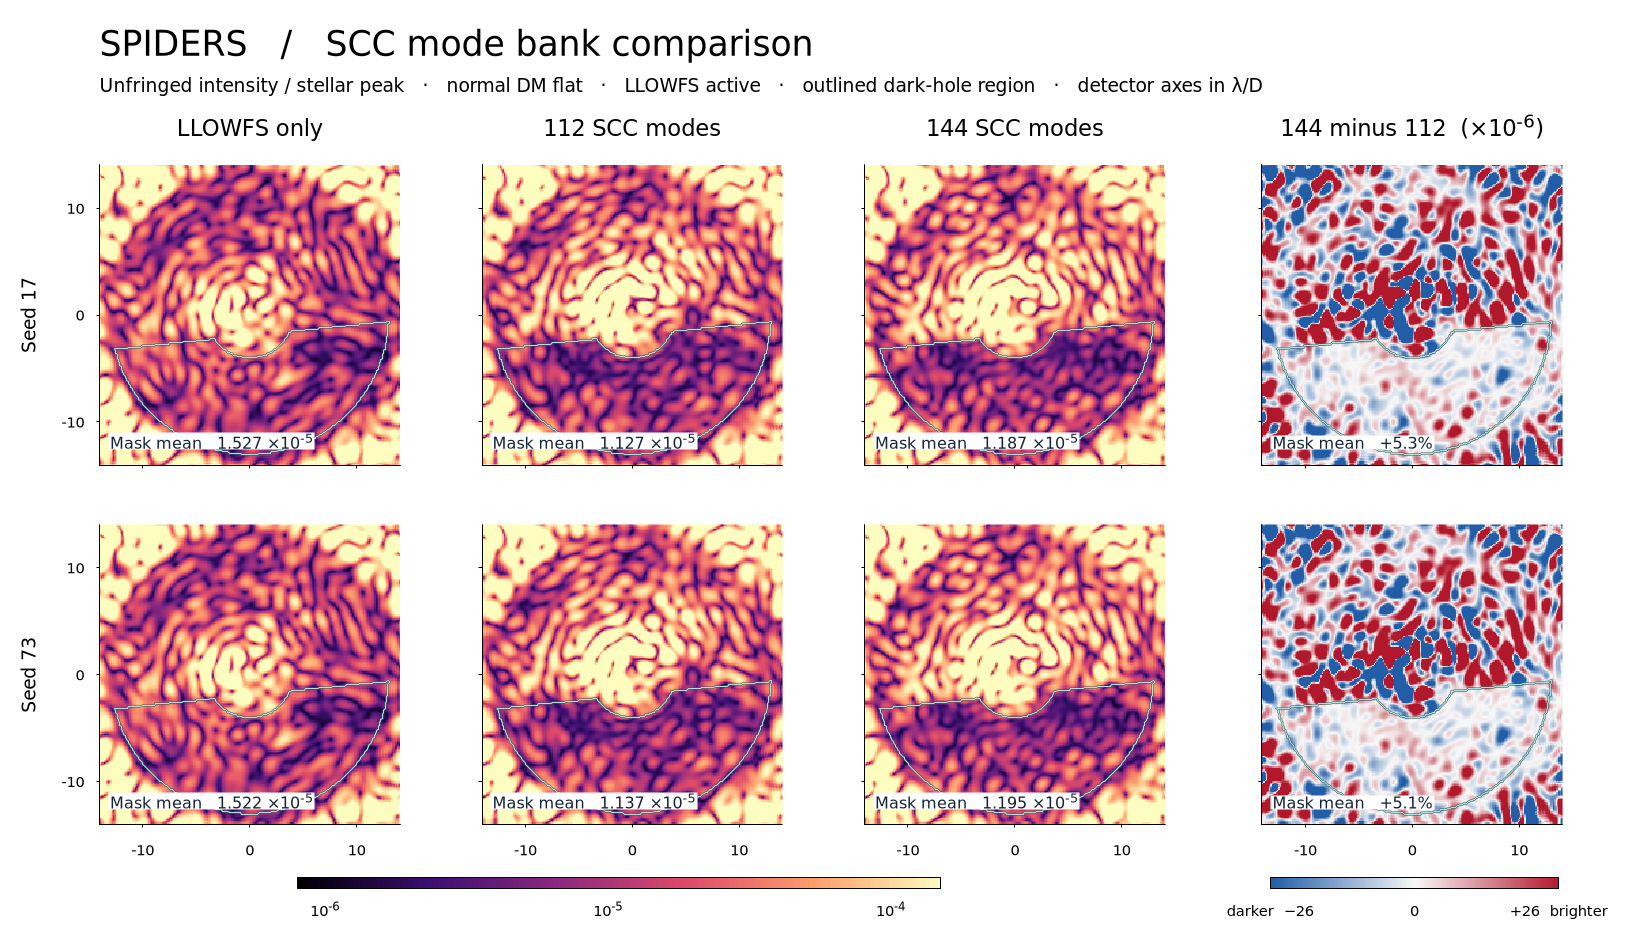 SPIDERS / SCC mode bank comparison
Unfringed intensity / stellar peak · normal DM flat · LLOWFS active · outlined dark-hole region · detector axes in λ/D
LLOWFS only 112 SCC modes 144 SCC modes 144 minus 112 (×10⁻⁶)
Seed 17
10
0
-10
Mask mean 1.527 ×10⁻⁵
Mask mean 1.127 ×10⁻⁵
Mask mean 1.187 ×10⁻⁵
Mask mean +5.3%
Seed 73
10
0
-10
Mask mean 1.522 ×10⁻⁵
Mask mean 1.137 ×10⁻⁵
Mask mean 1.195 ×10⁻⁵
Mask mean +5.1%
-10 0 10 -10 0 10 -10 0 10 -10 0 10
10⁻⁶ 10⁻⁵ 10⁻⁴
darker −26 0 +26 brighter